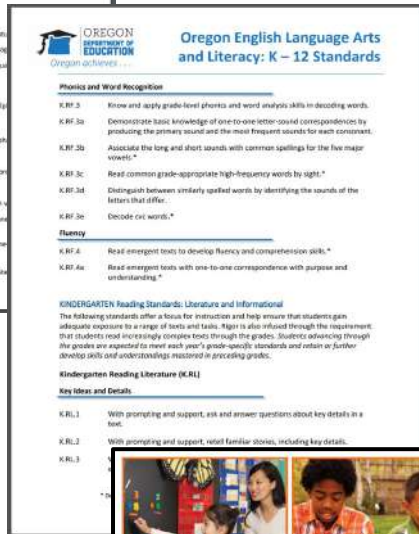 OREGON
DEPARTMENT OF
EDUCATION
Oregon achieves . . .
Oregon English Language Arts
and Literacy: K – 12 Standards
Phonics and Word Recognition
K.RF.3 Know and apply grade-level phonics and word analysis skills in decoding words.
K.RF.3a Demonstrate basic knowledge of one-to-one letter-sound correspondences by
producing the primary sound and the most frequent sounds for each consonant.
K.RF.3b Associate the long and short sounds with common spellings for the five major
vowels.*
K.RF.3c Read common grade-appropriate high-frequency words by sight.*
K.RF.3d Distinguish between similarly spelled words by identifying the sounds of the
letters that differ.
K.RF.3e Decode cvc words.*
Fluency
K.RF.4 Read emergent texts to develop fluency and comprehension skills.*
K.RF.4a Read emergent texts with one-to-one correspondence with purpose and
understanding.*
KINDERGARTEN Reading Standards: Literature and Informational
The following standards offer a focus for instruction and help ensure that students gain
adequate exposure to a range of texts and tasks. Rigor is also infused through the requirement
that students read increasingly complex texts through the grades. Students advancing through
the grades are expected to meet each year's grade-specific standards and retain or further
develop skills and understandings mastered in preceding grades.
Kindergarten Reading Literature (K.RL)
Key Ideas and Details
K.RL.1 With prompting and support, ask and answer questions about key details in a
text.
K.RL.2 With prompting and support, retell familiar stories, including key details.
K.RL.3